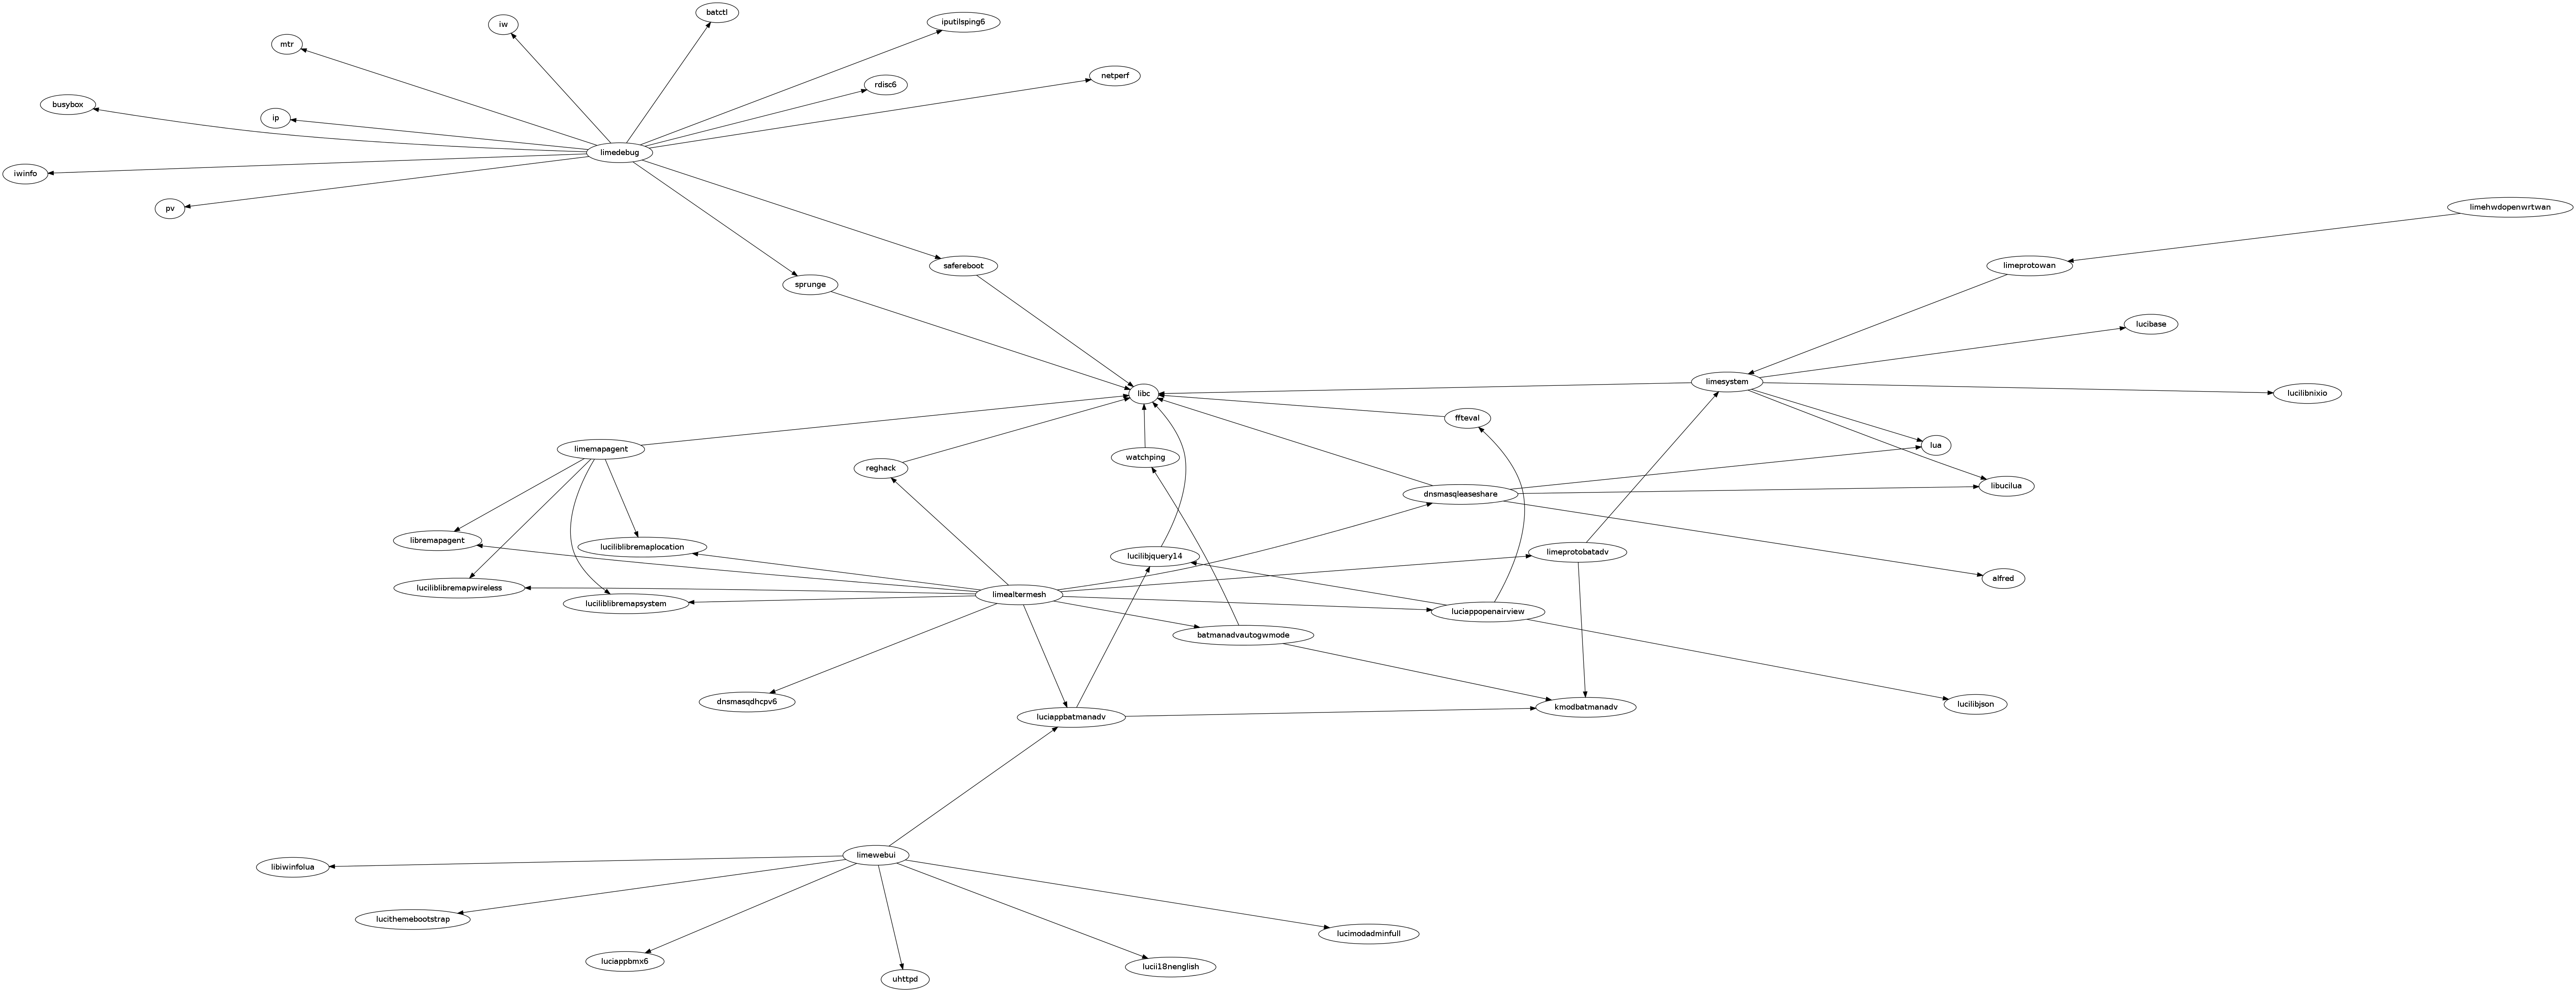 batctl
iputilsping6
iw
mtr
netperf
rdisc6
busybox
ip
limedebug
iwinfo
pv
limehwdopenwrtwan
safereboot
limeprotowan
sprunge
lucibase
limesystem
libc
lucilibnixio
ffteval
lua
limemapagent
watchping
reghack
libucilua
dnsmasqleaseshare
libremapagent
luciliblibremaplocation
limeprotobatadv
lucilibjquery14
alfred
luciliblibremapwireless
limealtermesh
luciliblibremapsystem
luciappopenairview
batmanadvautogwmode
dnsmasqdhcpv6
lucilibjson
kmodbatmanadv
luciappbatmanadv
limewebui
libiwinfolua
lucithemebootstrap
lucimodadminfull
luciappbmx6
lucii18nenglish
uhttpd